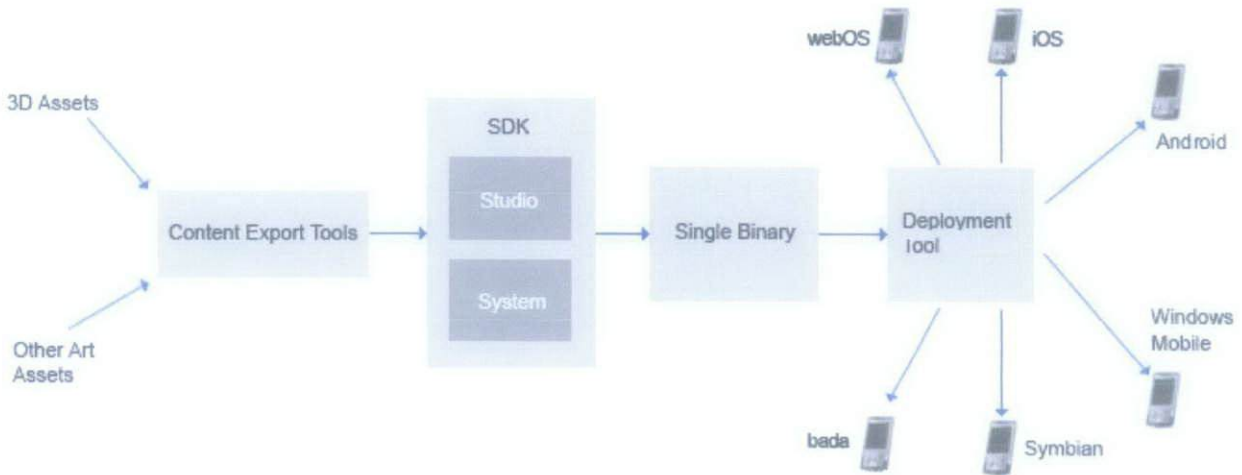 webOS
iOS
3D Assets
Android
SDK
Studio
Content Export Tools
Single Binary
Deployment
Tool
System
Other Art
Assets
Windows
Mobile
bada
Symbian